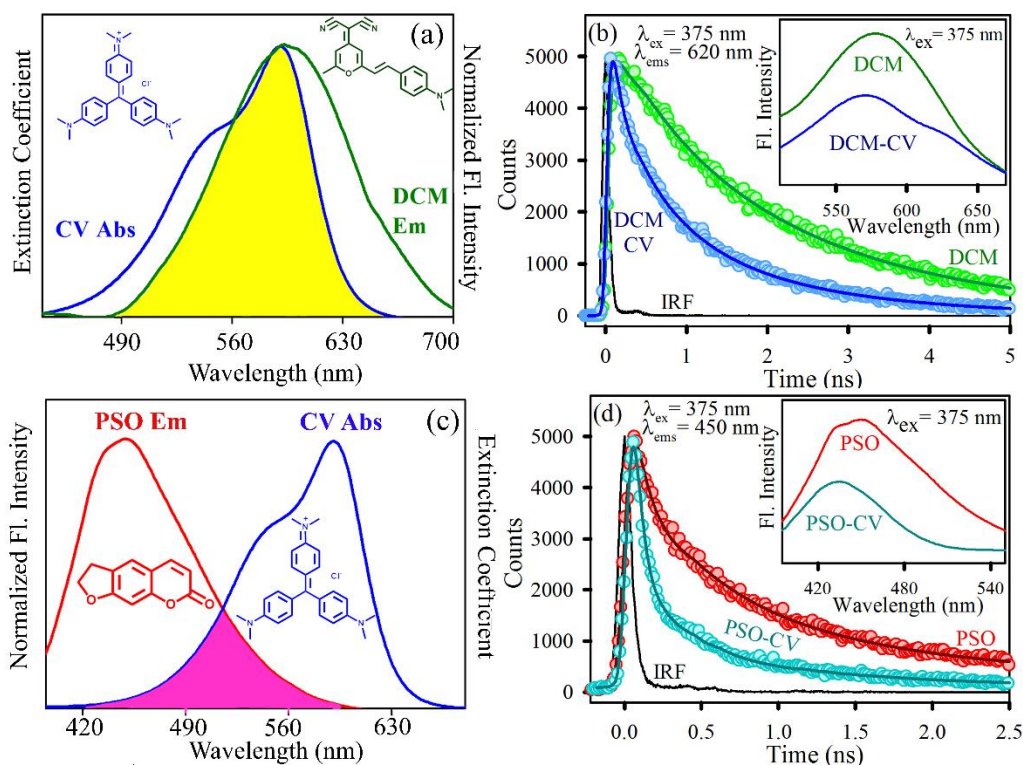 (a)
Extinction Coefficient
Normalized Fl. Intensity
N
+
Cl⁻
N
N
N
N
O
N
CV Abs
DCM
Em
490
560
630
700
Wavelength (nm)
(b)
λex= 375 nm
λems= 620 nm
Counts
5000
4000
3000
2000
1000
0
DCM
CV
DCM
IRF
0
1
2
3
4
5
Time (ns)
λex= 375 nm
Fl. Intensity
DCM
DCM-CV
550
600
650
Wavelength (nm)
(c)
PSO Em
CV Abs
Normalized Fl. Intensity
Extinction Coefficient
O
O
O
N
+
Cl⁻
N
N
420
490
560
630
Wavelength (nm)
(d)
λex= 375 nm
λems= 450 nm
Counts
5000
4000
3000
2000
1000
0
PSO-CV
PSO
IRF
0.0
0.5
1.0
1.5
2.0
2.5
Time (ns)
λex= 375 nm
Fl. Intensity
PSO
PSO-CV
420
480
540
Wavelength (nm)